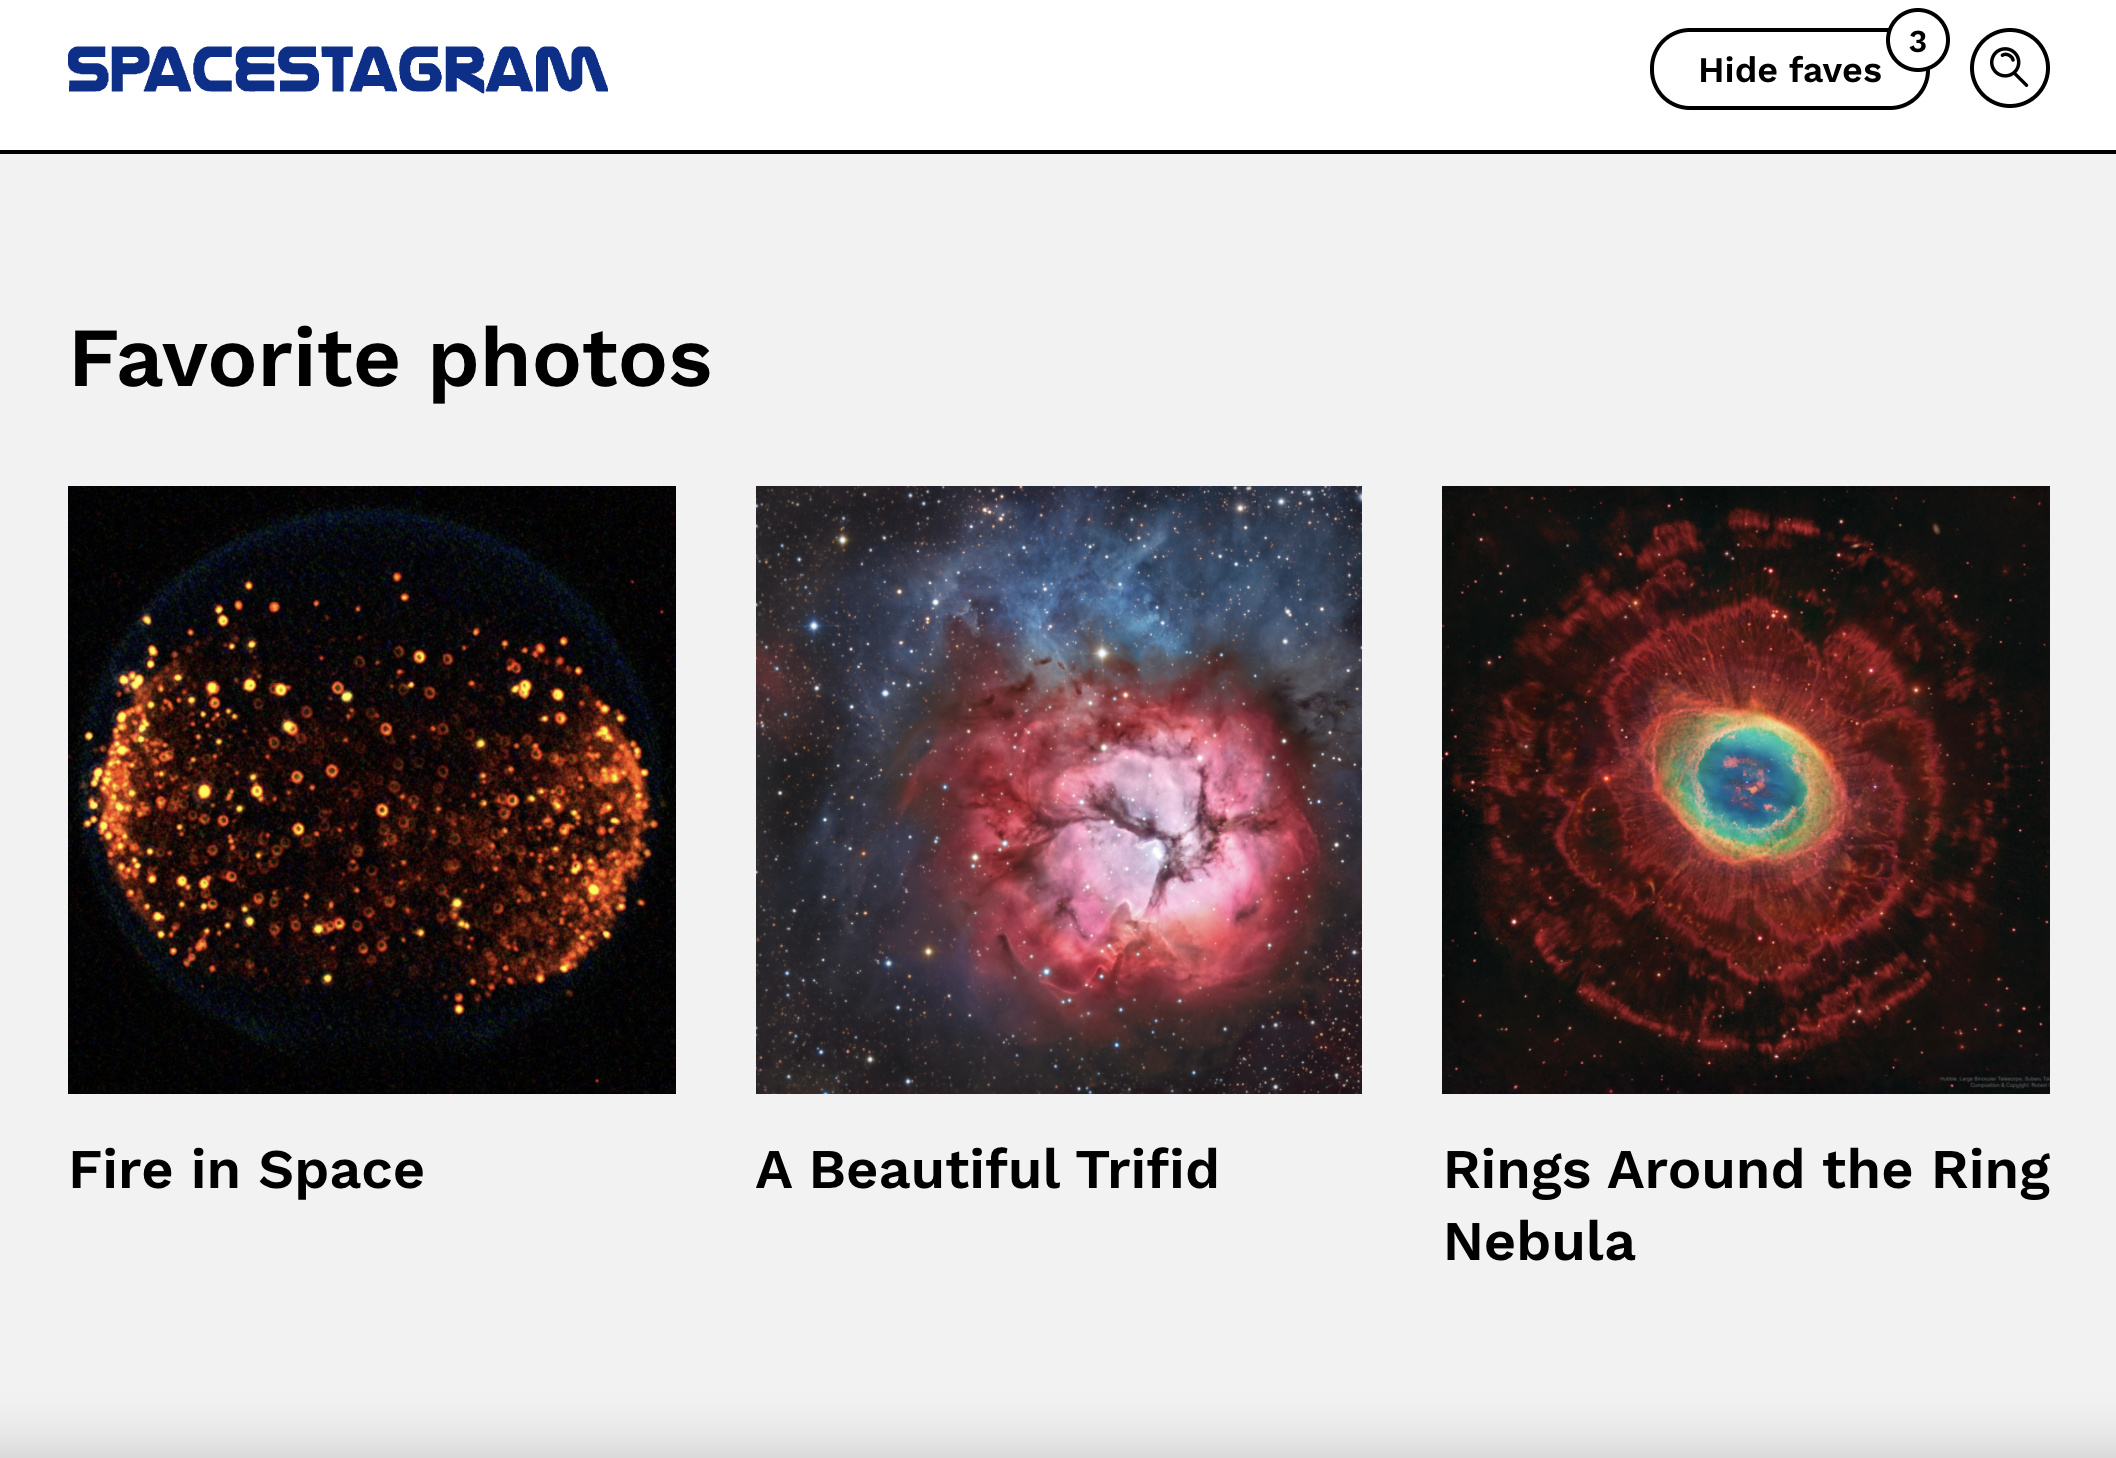 SPACESTAGRAM
Hide faves
3
Favorite photos
Fire in Space
A Beautiful Trifid
Rings Around the Ring
Nebula